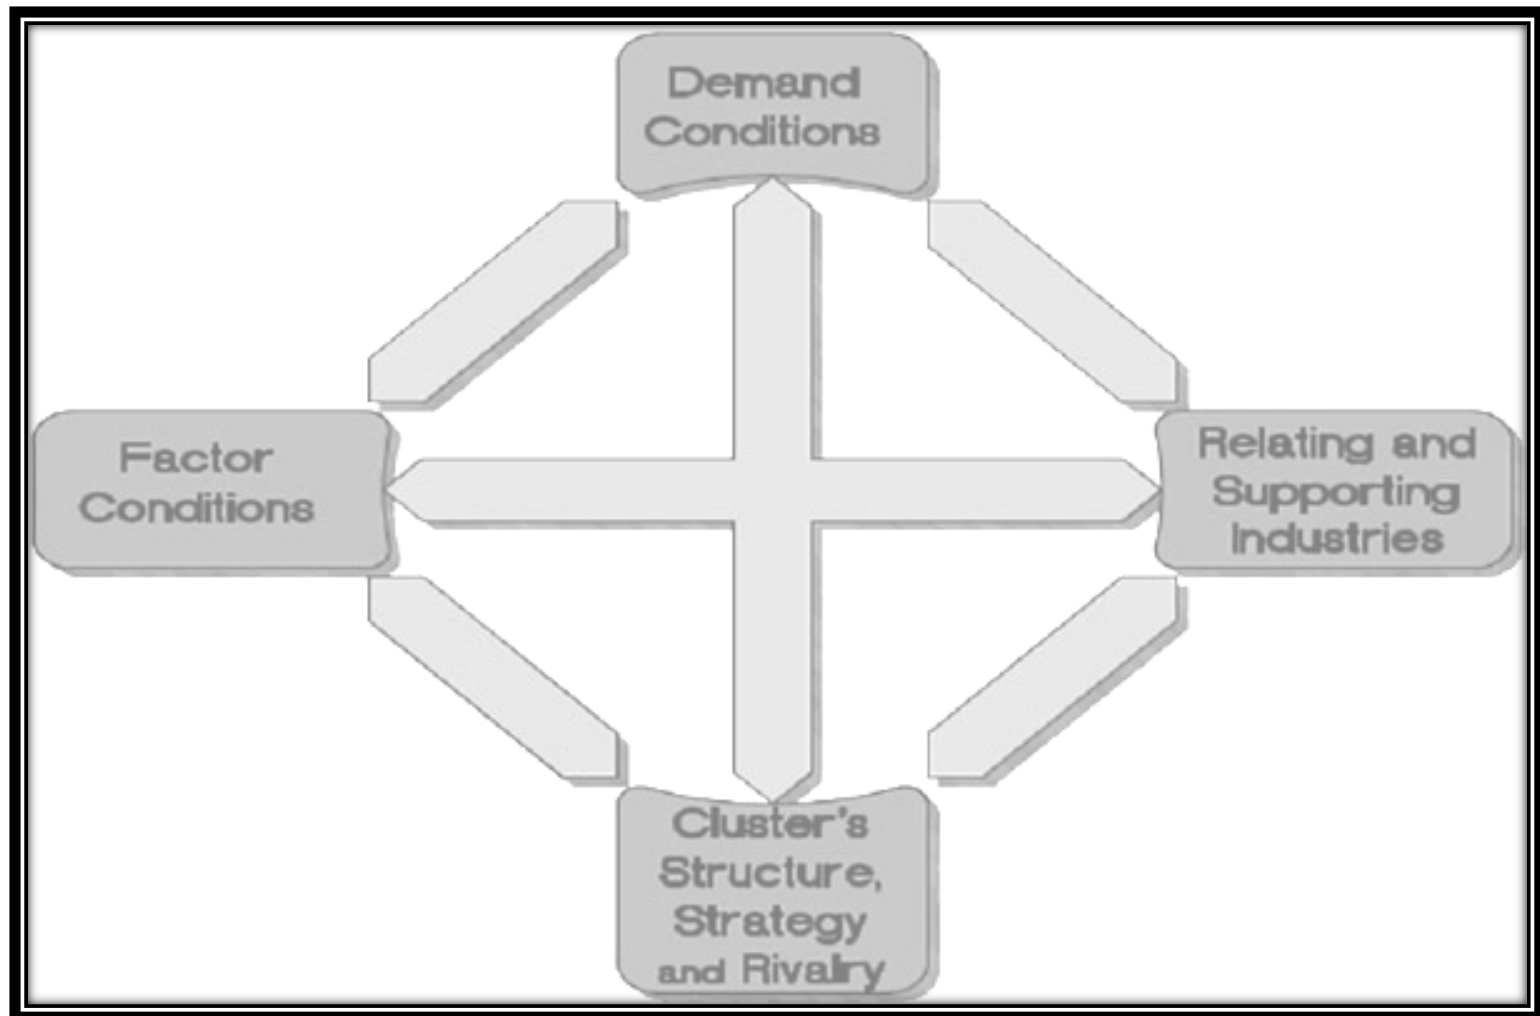 Demand
Conditions
Factor
Conditions
Relating and
Supporting
Industries
Cluster's
Structure,
Strategy
and Rivalry